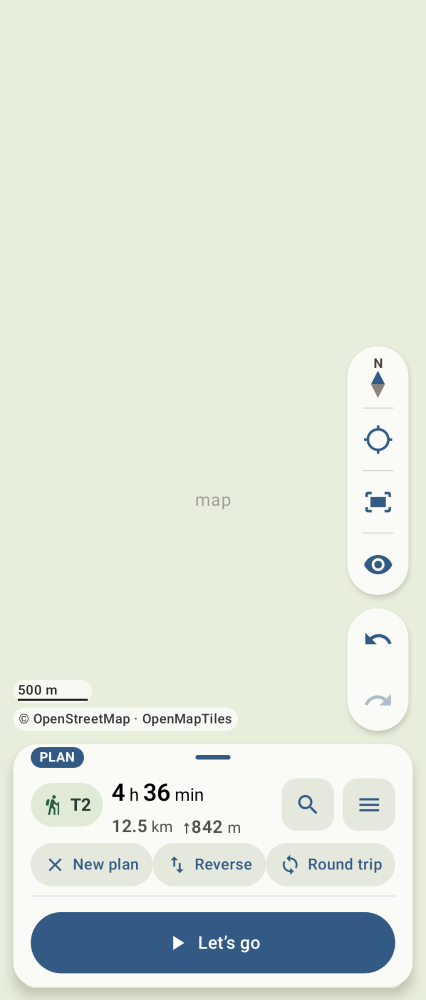 N
map
500 m
© OpenStreetMap · OpenMapTiles
PLAN
T2
4 h 36 min
12.5 km ↑842 m
New plan
Reverse
Round trip
Let’s go